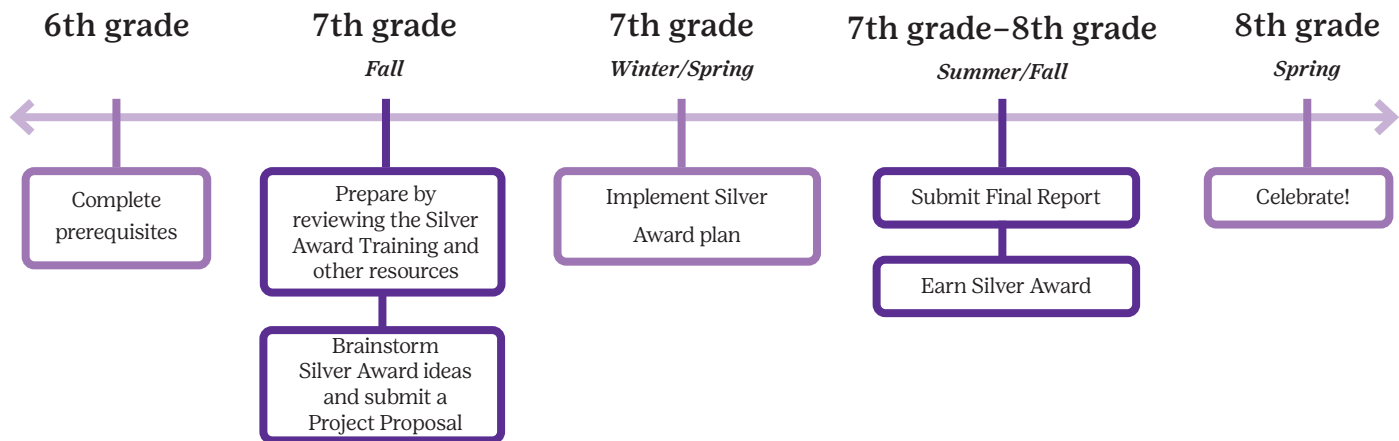 6th grade
7th grade
Fall
7th grade
Winter/Spring
7th grade–8th grade
Summer/Fall
8th grade
Spring
Complete
prerequisites
Prepare by
reviewing the Silver
Award Training and
other resources
Brainstorm
Silver Award ideas
and submit a
Project Proposal
Implement Silver
Award plan
Submit Final Report
Earn Silver Award
Celebrate!